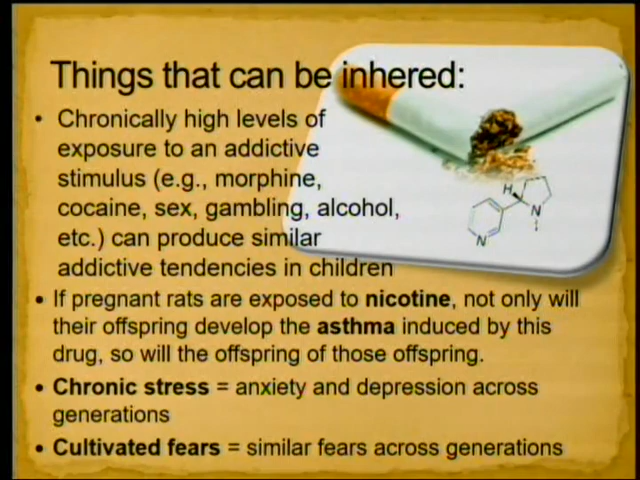 Things that can be inhered:
• Chronically high levels of
exposure to an addictive
stimulus (e.g., morphine,
cocaine, sex, gambling, alcohol,
etc.) can produce similar
addictive tendencies in children
• If pregnant rats are exposed to nicotine, not only will
their offspring develop the asthma induced by this
drug, so will the offspring of those offspring.
• Chronic stress = anxiety and depression across
generations
• Cultivated fears = similar fears across generations
H
N
N